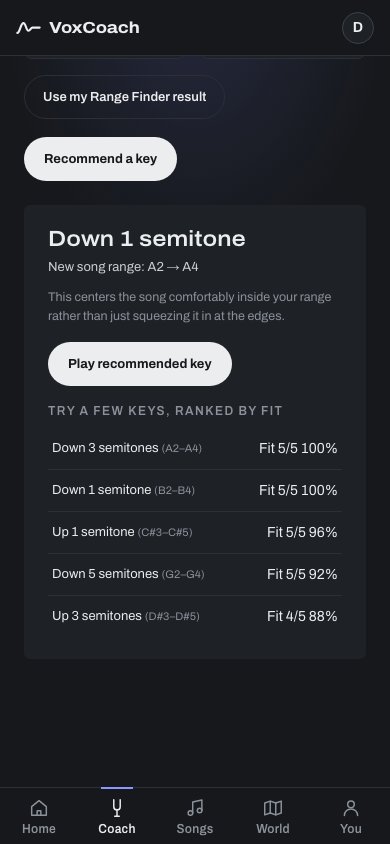 VoxCoach
D
Use my Range Finder result
Recommend a key
Down 1 semitone
New song range: A2 → A4
This centers the song comfortably inside your range
rather than just squeezing it in at the edges.
Play recommended key
TRY A FEW KEYS, RANKED BY FIT
Down 3 semitones (A2–A4) Fit 5/5 100%
Down 1 semitone (B2–B4) Fit 5/5 100%
Up 1 semitone (C#3–C#5) Fit 5/5 96%
Down 5 semitones (G2–G4) Fit 5/5 92%
Up 3 semitones (D#3–D#5) Fit 4/5 88%
Home Coach Songs World You